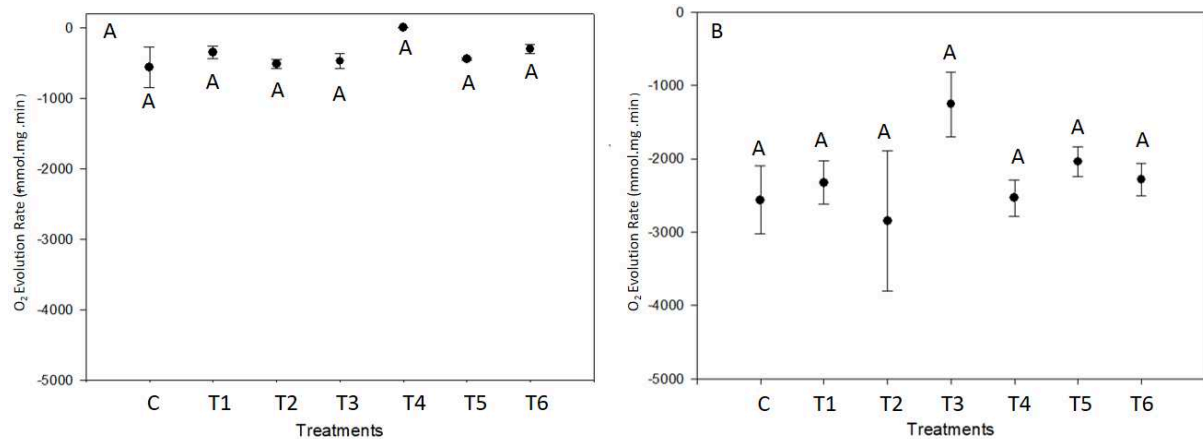 A
0
-1000
-2000
-3000
-4000
-5000
O2 Evolution Rate (mmol.mg .min )
A A A A A A A
C T1 T2 T3 T4 T5 T6
Treatments
B
0
-1000
-2000
-3000
-4000
-5000
O2 Evolution Rate (mmol.mg .min )
A A A A A A A
C T1 T2 T3 T4 T5 T6
Treatments